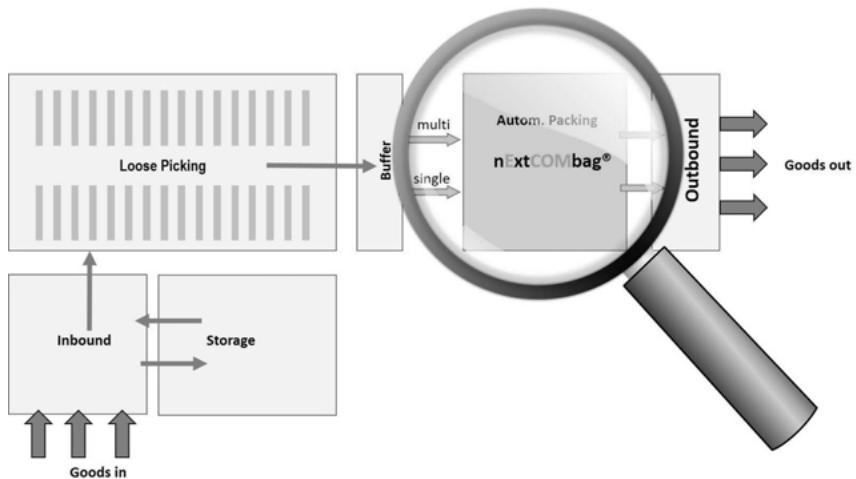 multi
Autom. Packing
Loose Picking
Buffer
nExtCOMbag®
single
Outbound
Goods out
Inbound
Storage
Goods in